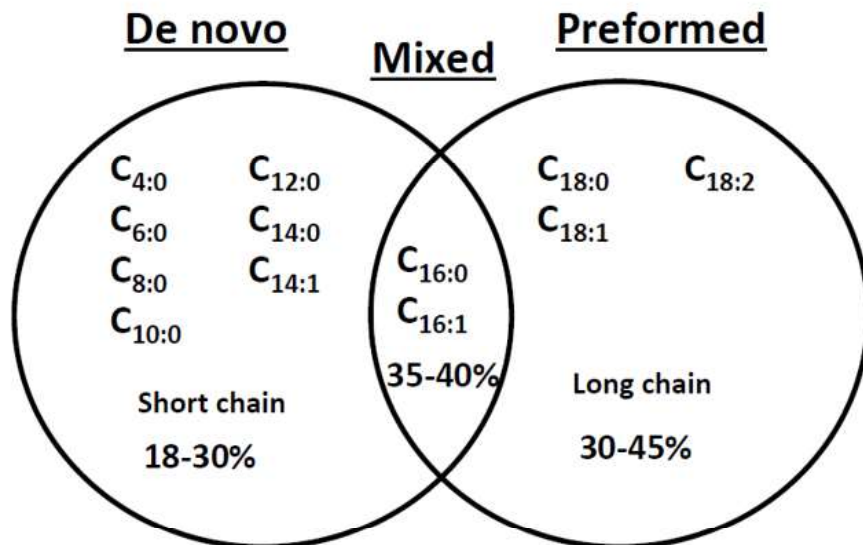 De novo
Mixed
Preformed
C4:0 C12:0
C6:0 C14:0
C8:0 C14:1
C10:0
Short chain
18-30%
C16:0
C16:1
35-40%
C18:0 C18:2
C18:1
Long chain
30-45%